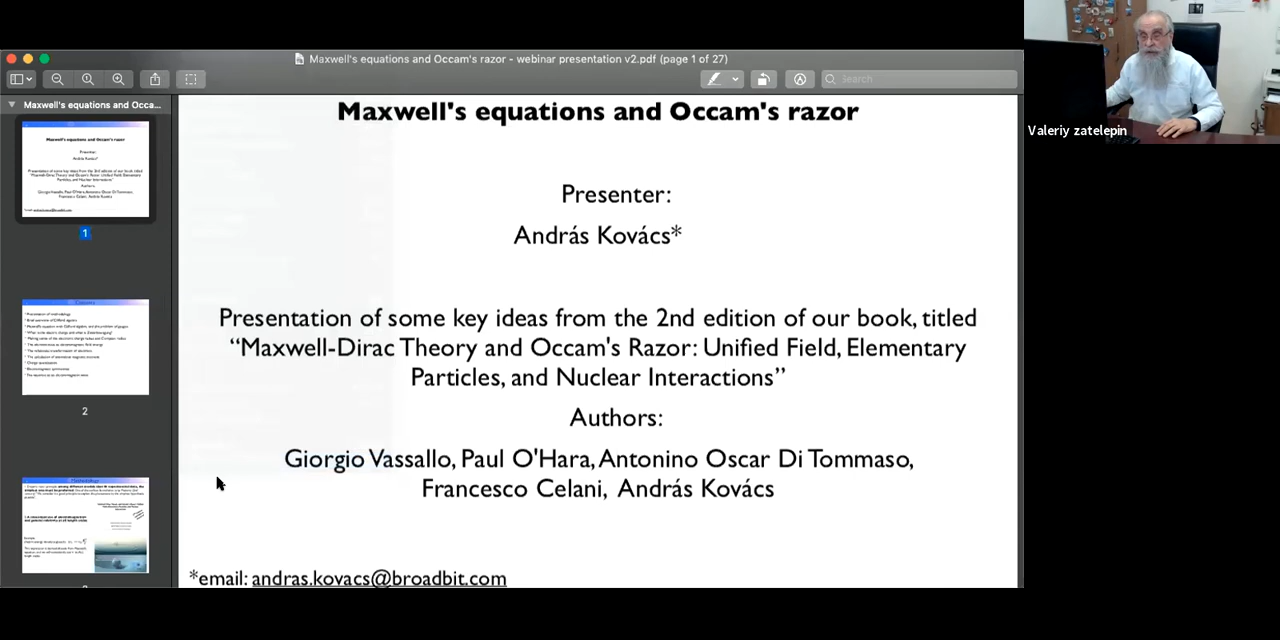 Maxwell's equations and Occam's razor - webinar presentation v2.pdf (page 1 of 27)
Search
Maxwell's equations and Occa...
1
2
Maxwell's equations and Occam's razor
Presenter:
András Kovács*
Presentation of some key ideas from the 2nd edition of our book, titled
“Maxwell-Dirac Theory and Occam's Razor: Unified Field, Elementary
Particles, and Nuclear Interactions”
Authors:
Giorgio Vassallo, Paul O'Hara, Antonino Oscar Di Tommaso,
Francesco Celani, András Kovács
*email: andras.kovacs@broadbit.com
Valeriy zatelepin